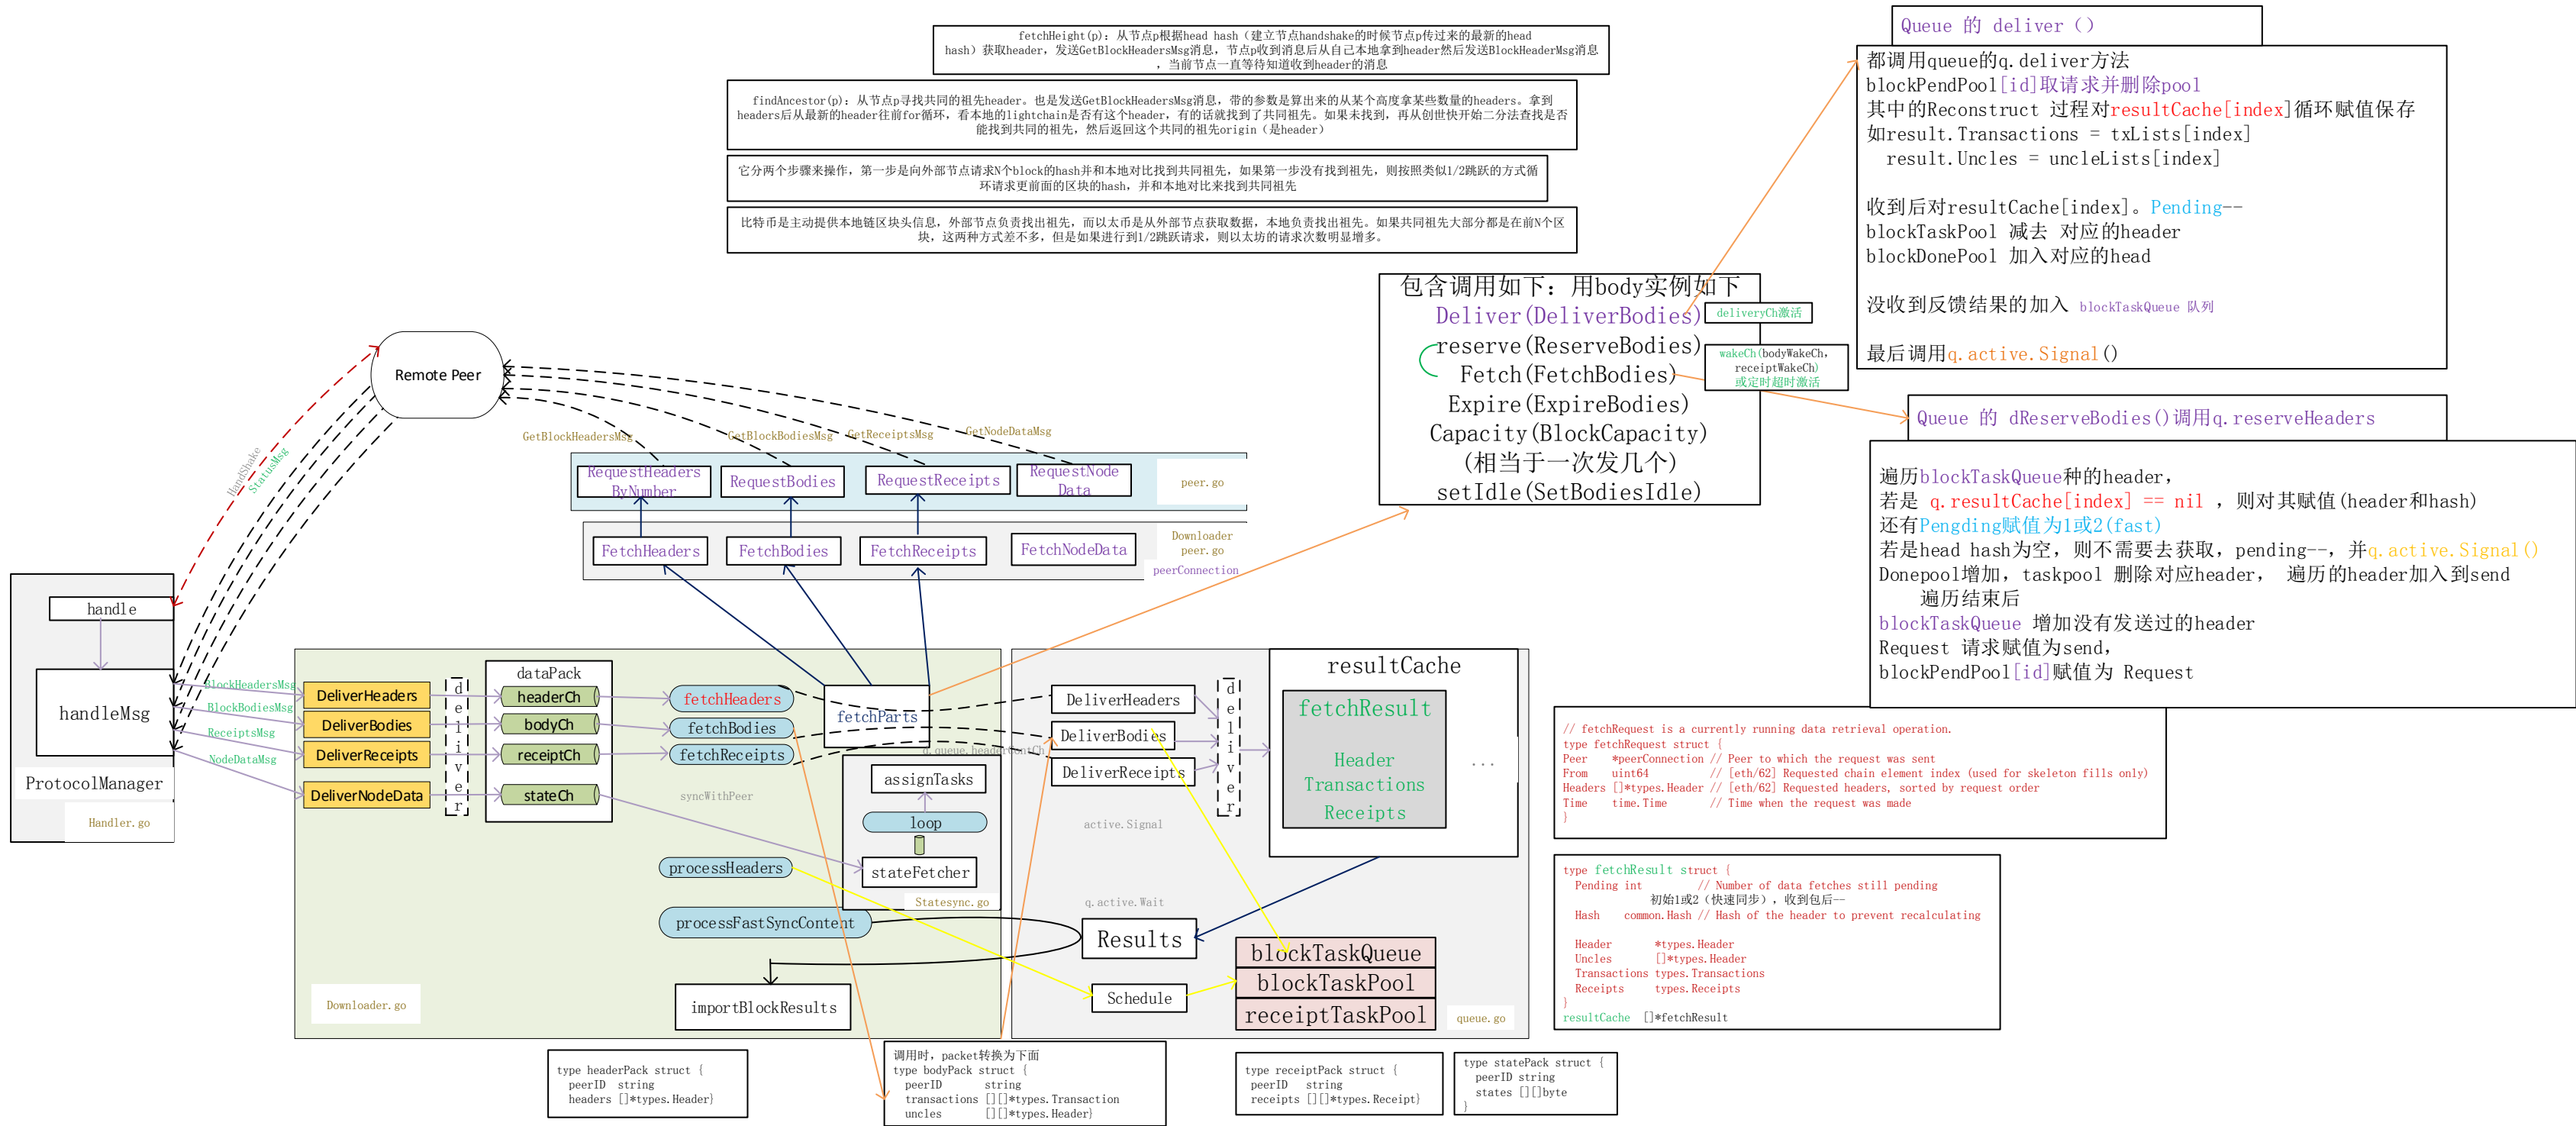 fetchHeight(p): 从节点p根据head hash（建立节点handshake的时候节点p传过来的最新的head
hash）获取header，发送GetBlockHeadersMsg消息，节点p收到消息后从自己本地拿到header然后发送BlockHeaderMsg消息
，当前节点一直等待知道收到header的消息
findAncestor(p): 从节点p寻找共同的祖先header。也是发送GetBlockHeadersMsg消息，带的参数是算出来的从某个高度拿某些数量的headers。拿到
headers后从最新的header往前for循环，看本地的lightchain是否有这个header，有的话就找到了共同祖先。如果未找到，再从创世快开始二分法查找是否
能找到共同的祖先，然后返回这个共同的祖先origin（是header）
它分两个步骤来操作，第一步是向外部节点请求N个block的hash并和本地对比找到共同祖先，如果第一步没有找到祖先，则按照类似1/2跳跃的方式循
环请求更前面的区块的hash，并和本地对比来找到共同祖先
比特币是主动提供本地链区块头信息，外部节点负责找出祖先，而以太币是从外部节点获取数据，本地负责找出祖先。如果共同祖先大部分都是在前N个区
块，这两种方式差不多，但是如果进行到1/2跳跃请求，则以太坊的请求次数明显增多。
Queue 的 deliver（）
都调用queue的q.deliver方法
blockPendPool[id]取请求并删除pool
其中的Reconstruct 过程对resultCache[index]循环赋值保存
如result.Transactions = txLists[index]
result.Uncles = uncleLists[index]
收到后对resultCache[index]。Pending--
blockTaskPool 减去 对应的header
blockDonePool 加入对应的head
没收到反馈结果的加入 blockTaskQueue 队列
最后调用q.active.Signal()
包含调用如下：用body实例如下
Deliver(DeliverBodies)
reserve(ReserveBodies)
Fetch(FetchBodies)
Expire(ExpireBodies)
Capacity(BlockCapacity)
(相当于一次发几个)
setIdle(SetBodiesIdle)
deliveryCh激活
wakeCh(bodyWakeCh,
receiptWakeCh)
或定时超时激活
Queue 的 dReserveBodies()调用q.reserveHeaders
遍历blockTaskQueue种的header，
若是 q.resultCache[index] == nil ，则对其赋值(header和hash)
还有Pengding赋值为1或2(fast)
若是head hash为空，则不需要去获取，pending--，并q.active.Signal()
Donepool增加，taskpool 删除对应header， 遍历的header加入到send
遍历结束后
blockTaskQueue 增加没有发送过的header
Request 请求赋值为send，
blockPendPool[id]赋值为 Request
Remote Peer
HandShake
StatusMsg
GetBlockHeadersMsg
GetBlockBodiesMsg
GetReceiptsMsg
GetNodeDataMsg
RequestHeaders
ByNumber
RequestBodies
RequestReceipts
RequestNode
Data
peer.go
FetchHeaders
FetchBodies
FetchReceipts
FetchNodeData
Downloader
peer.go
peerConnection
handle
handleMsg
ProtocolManager
Handler.go
BlockHeadersMsg
BlockBodiesMsg
ReceiptsMsg
NodeDataMsg
DeliverHeaders
DeliverBodies
DeliverReceipts
DeliverNodeData
deliver
dataPack
headerCh
bodyCh
receiptCh
stateCh
fetchHeaders
fetchBodies
fetchReceipts
syncWithPeer
fetchParts
q.queue.headerContCh
assignTasks
loop
stateFetcher
Statesync.go
processHeaders
processFastSyncContent
importBlockResults
Downloader.go
DeliverHeaders
DeliverBodies
DeliverReceipts
deliver
active.Signal
q.active.Wait
resultCache
fetchResult
Header
Transactions
Receipts
...
Results
Schedule
blockTaskQueue
blockTaskPool
receiptTaskPool
queue.go
// fetchRequest is a currently running data retrieval operation.
type fetchRequest struct {
Peer *peerConnection // Peer to which the request was sent
From uint64 // [eth/62] Requested chain element index (used for skeleton fills only)
Headers []*types.Header // [eth/62] Requested headers, sorted by request order
Time time.Time // Time when the request was made
}
type fetchResult struct {
Pending int // Number of data fetches still pending
初始1或2（快速同步），收到包后--
Hash common.Hash // Hash of the header to prevent recalculating
Header *types.Header
Uncles []*types.Header
Transactions types.Transactions
Receipts types.Receipts
}
resultCache []*fetchResult
type headerPack struct {
peerID string
headers []*types.Header}
调用时，packet转换为下面
type bodyPack struct {
peerID string
transactions [][]*types.Transaction
uncles [][]*types.Header}
type receiptPack struct {
peerID string
receipts [][]*types.Receipt}
type statePack struct {
peerID string
states [][]byte
}